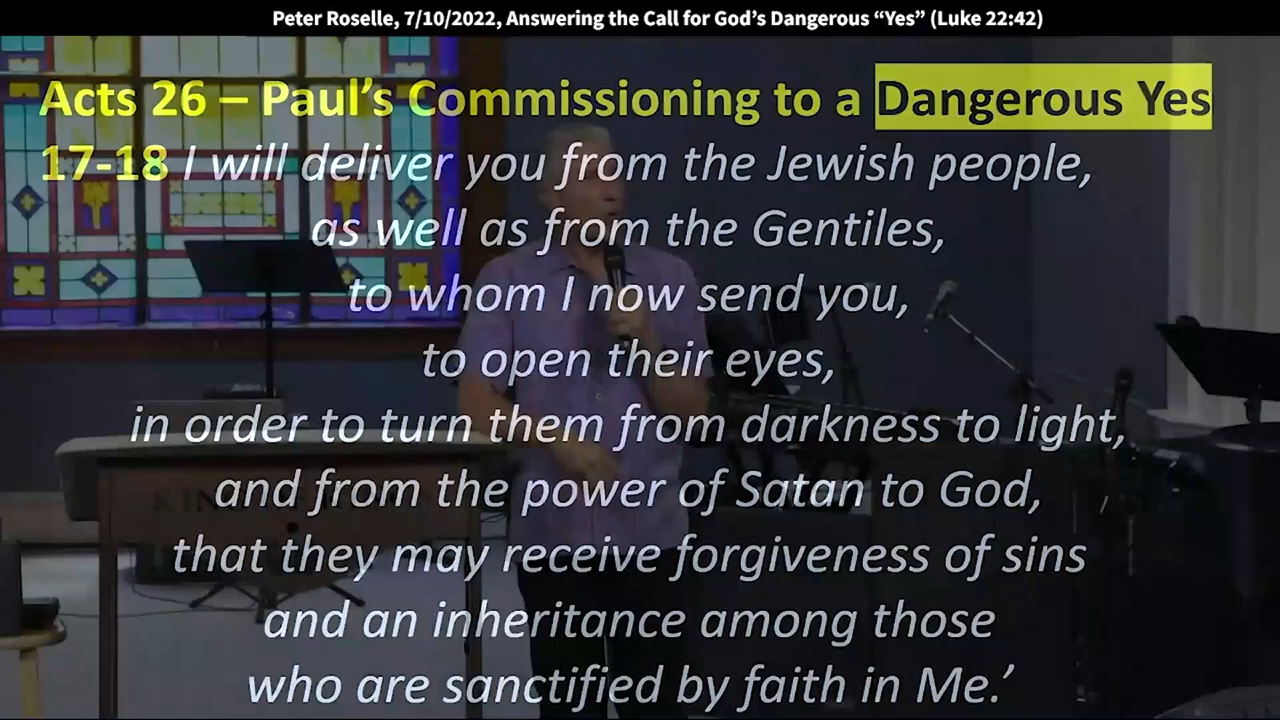 Peter Roselle, 7/10/2022, Answering the Call for God’s Dangerous “Yes” (Luke 22:42)
Acts 26 – Paul’s Commissioning to a Dangerous Yes
17-18 I will deliver you from the Jewish people,
as well as from the Gentiles,
to whom I now send you,
to open their eyes,
in order to turn them from darkness to light,
and from the power of Satan to God,
that they may receive forgiveness of sins
and an inheritance among those
who are sanctified by faith in Me.’